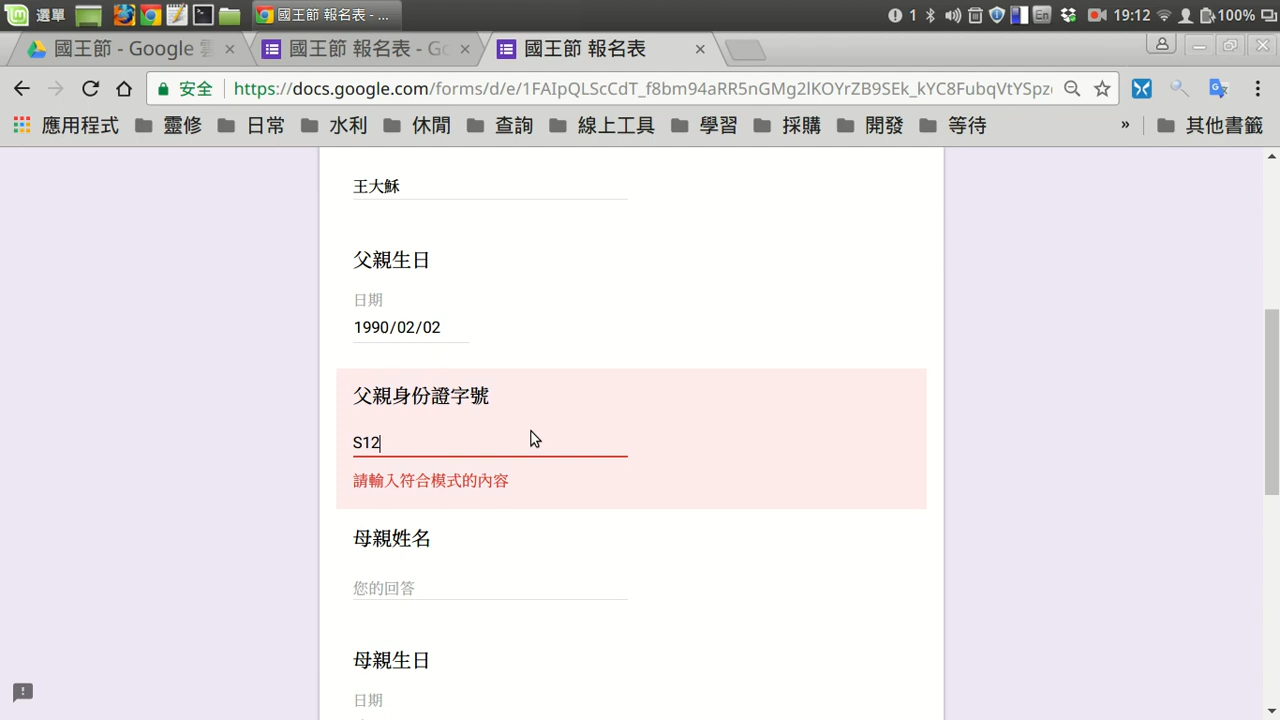 選單
國王節 報名表 - ...
1
En
19:12
100%
國王節 - Google 雲
國王節 報名表 - Go
國王節 報名表
安全
https://docs.google.com/forms/d/e/1FAIpQLScCdT_f8bm94aRR5nGMg2lKOYrZB9SEk_kYC8FubqVtYSpz
應用程式
靈修
日常
水利
休閒
查詢
線上工具
學習
採購
開發
等待
»
其他書籤
王大穌
父親生日
日期
1990/02/02
父親身份證字號
S12
請輸入符合模式的內容
母親姓名
您的回答
母親生日
日期